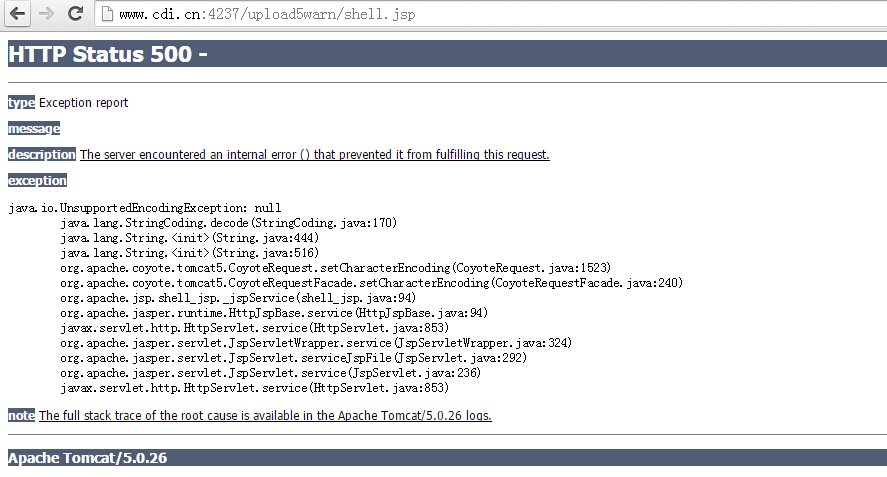 www.cdi.cn:4237/upload5warn/shell.jsp
HTTP Status 500 -
type Exception report
message
description The server encountered an internal error () that prevented it from fulfilling this request.
exception
java.io.UnsupportedEncodingException: null
java.lang.StringCoding.decode(StringCoding.java:170)
java.lang.String.<init>(String.java:444)
java.lang.String.<init>(String.java:516)
org.apache.coyote.tomcat5.CoyoteRequest.setCharacterEncoding(CoyoteRequest.java:1523)
org.apache.coyote.tomcat5.CoyoteRequestFacade.setCharacterEncoding(CoyoteRequestFacade.java:240)
org.apache.jsp.shell_jsp._jspService(shell_jsp.java:94)
org.apache.jasper.runtime.HttpJspBase.service(HttpJspBase.java:94)
javax.servlet.http.HttpServlet.service(HttpServlet.java:853)
org.apache.jasper.servlet.JspServletWrapper.service(JspServletWrapper.java:324)
org.apache.jasper.servlet.JspServlet.serviceJspFile(JspServlet.java:292)
org.apache.jasper.servlet.JspServlet.service(JspServlet.java:236)
javax.servlet.http.HttpServlet.service(HttpServlet.java:853)
note The full stack trace of the root cause is available in the Apache Tomcat/5.0.26 logs.
Apache Tomcat/5.0.26